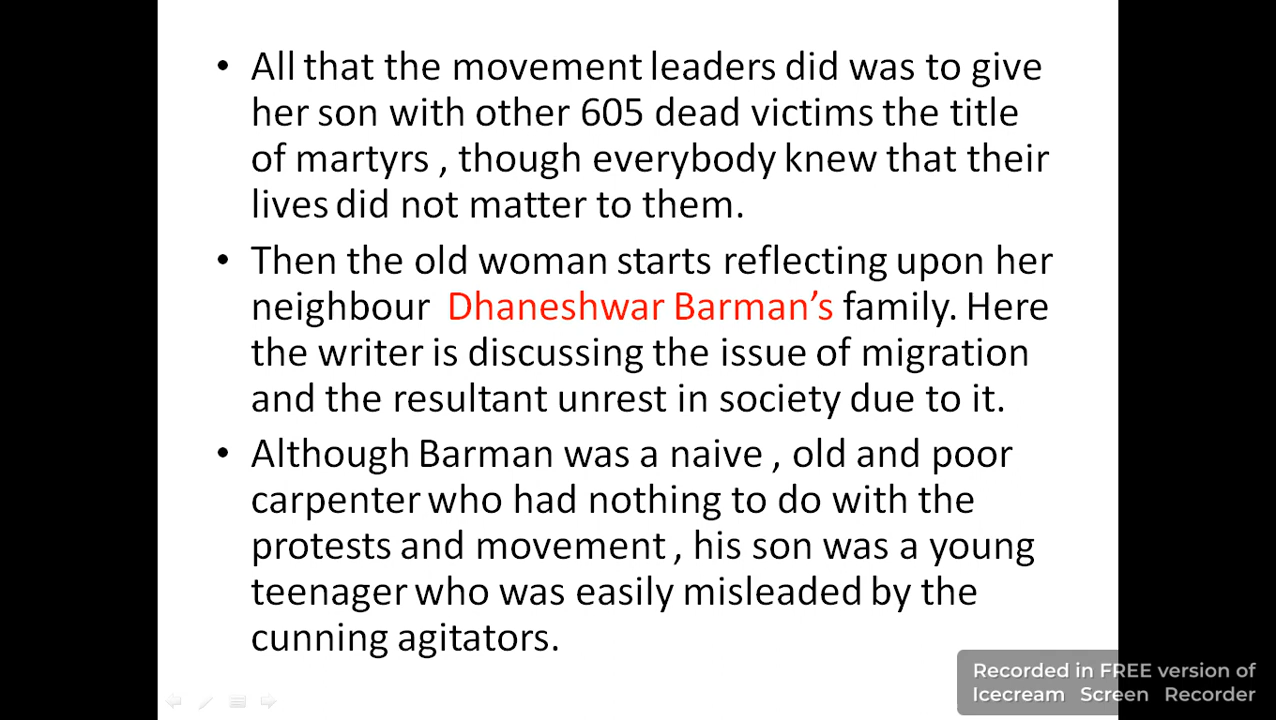 • All that the movement leaders did was to give
her son with other 605 dead victims the title
of martyrs , though everybody knew that their
lives did not matter to them.
• Then the old woman starts reflecting upon her
neighbour Dhaneshwar Barman’s family. Here
the writer is discussing the issue of migration
and the resultant unrest in society due to it.
• Although Barman was a naive , old and poor
carpenter who had nothing to do with the
protests and movement , his son was a young
teenager who was easily misleaded by the
cunning agitators.
Recorded in FREE version of
Icecream Screen Recorder